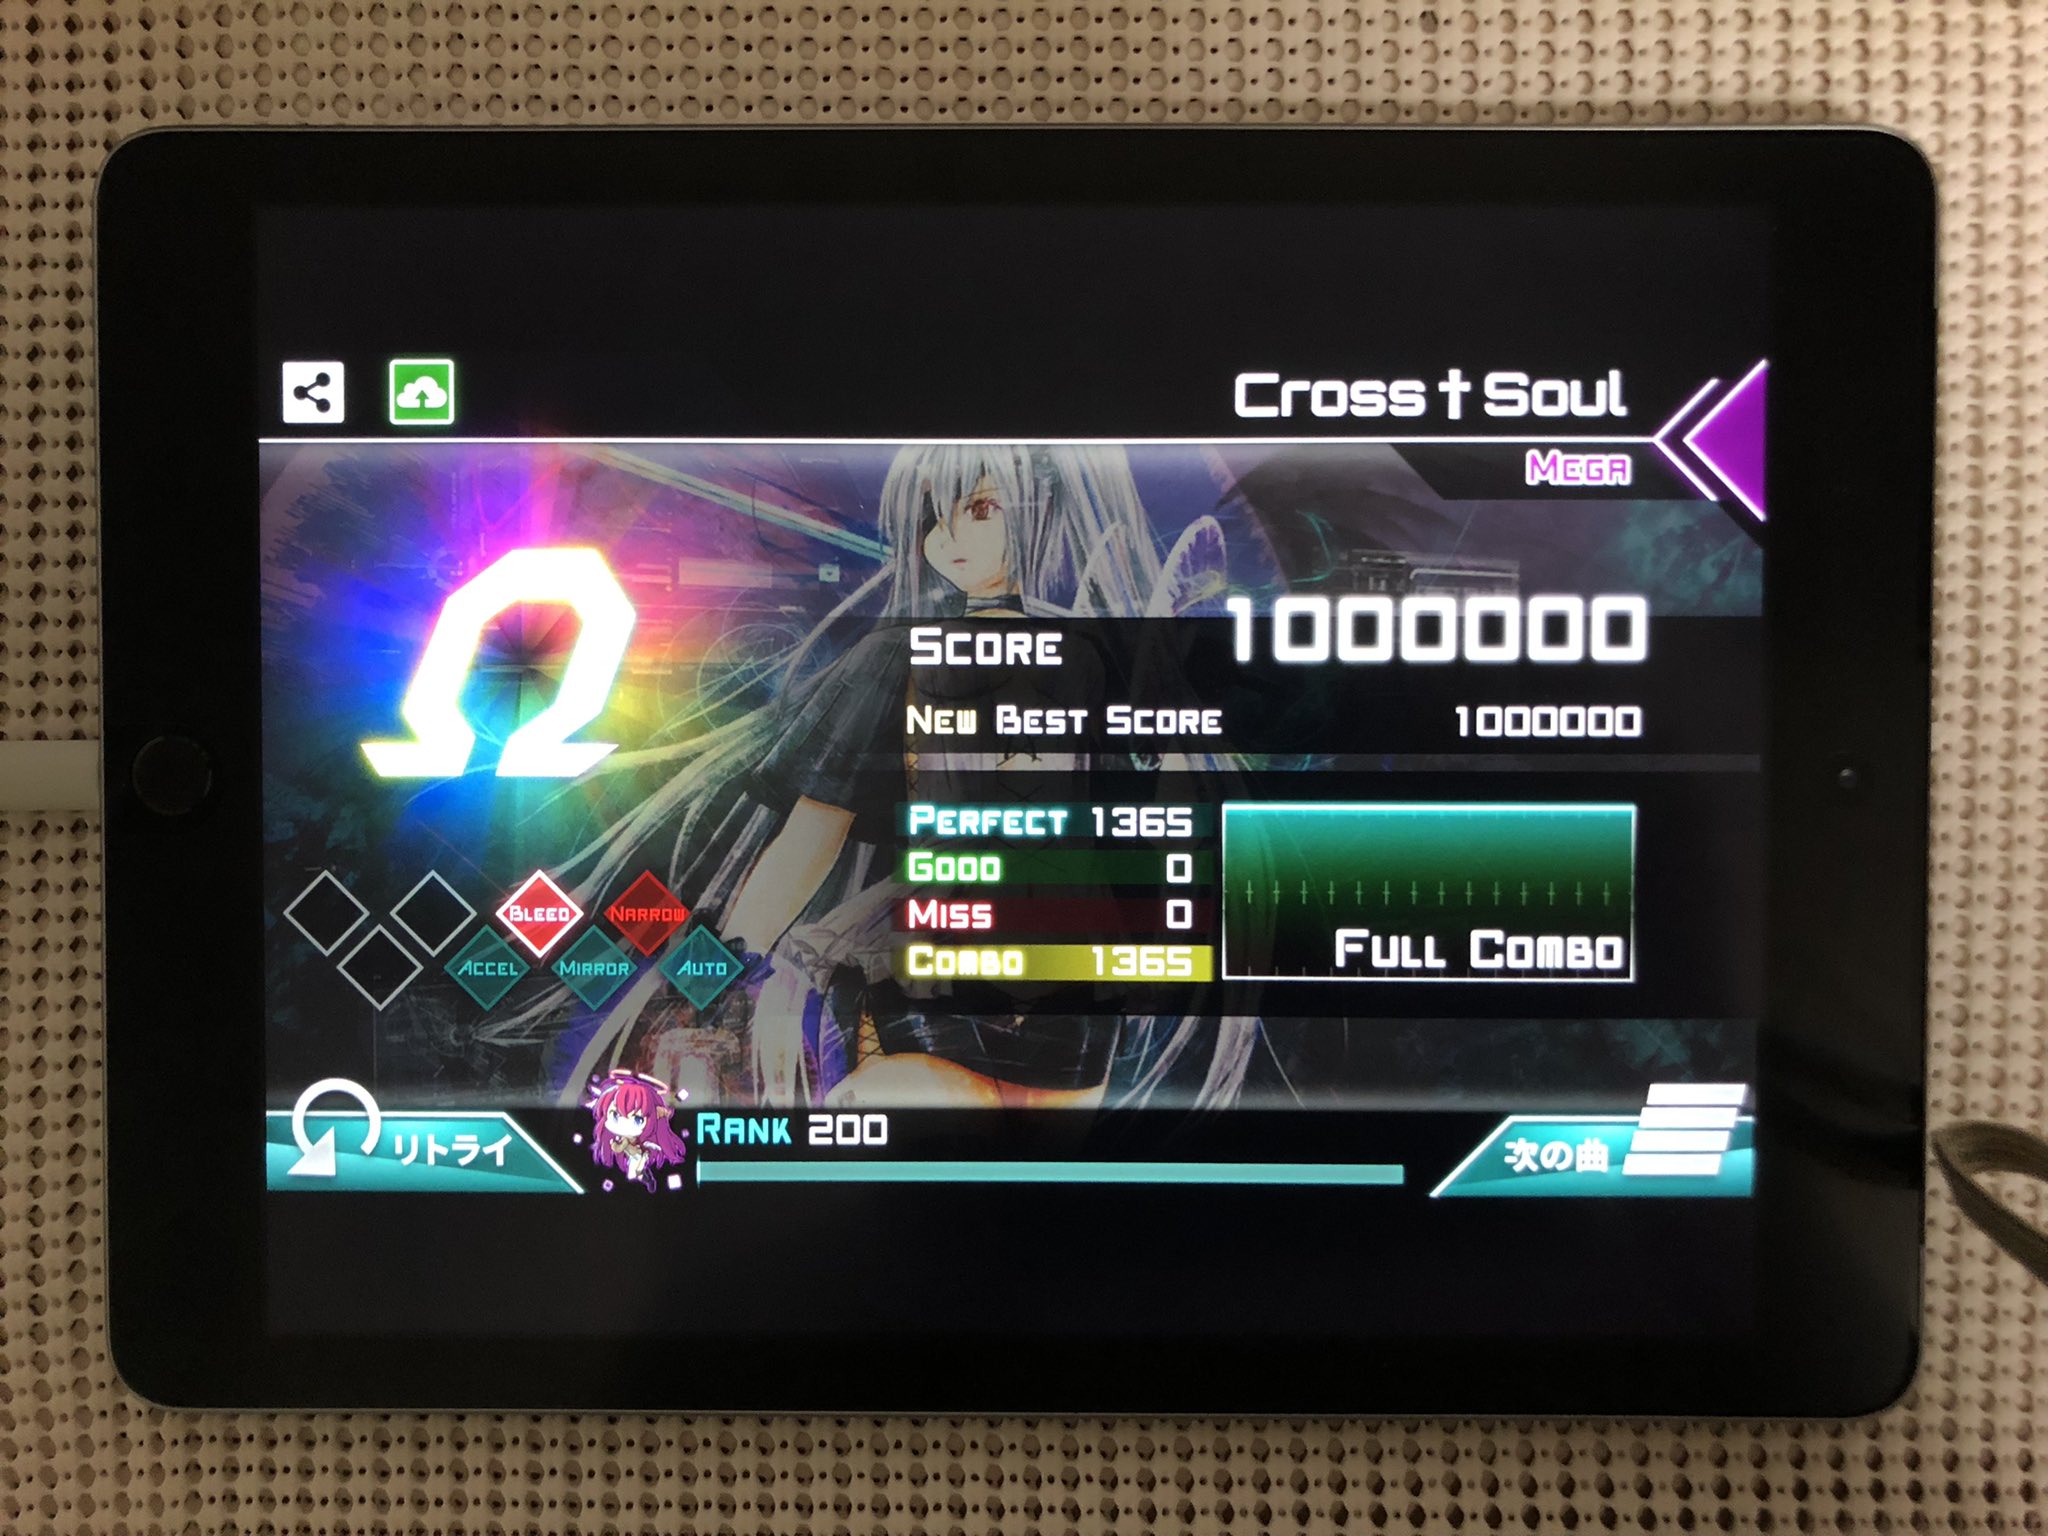 Cross†Soul
MEGA
Ω
SCORE 1000000
NEW BEST SCORE 1000000
PERFECT 1365
GOOD 0
MISS 0
COMBO 1365
FULL COMBO
BLEED NARROW
ACCEL MIRROR AUTO
リトライ
RANK 200
次の曲